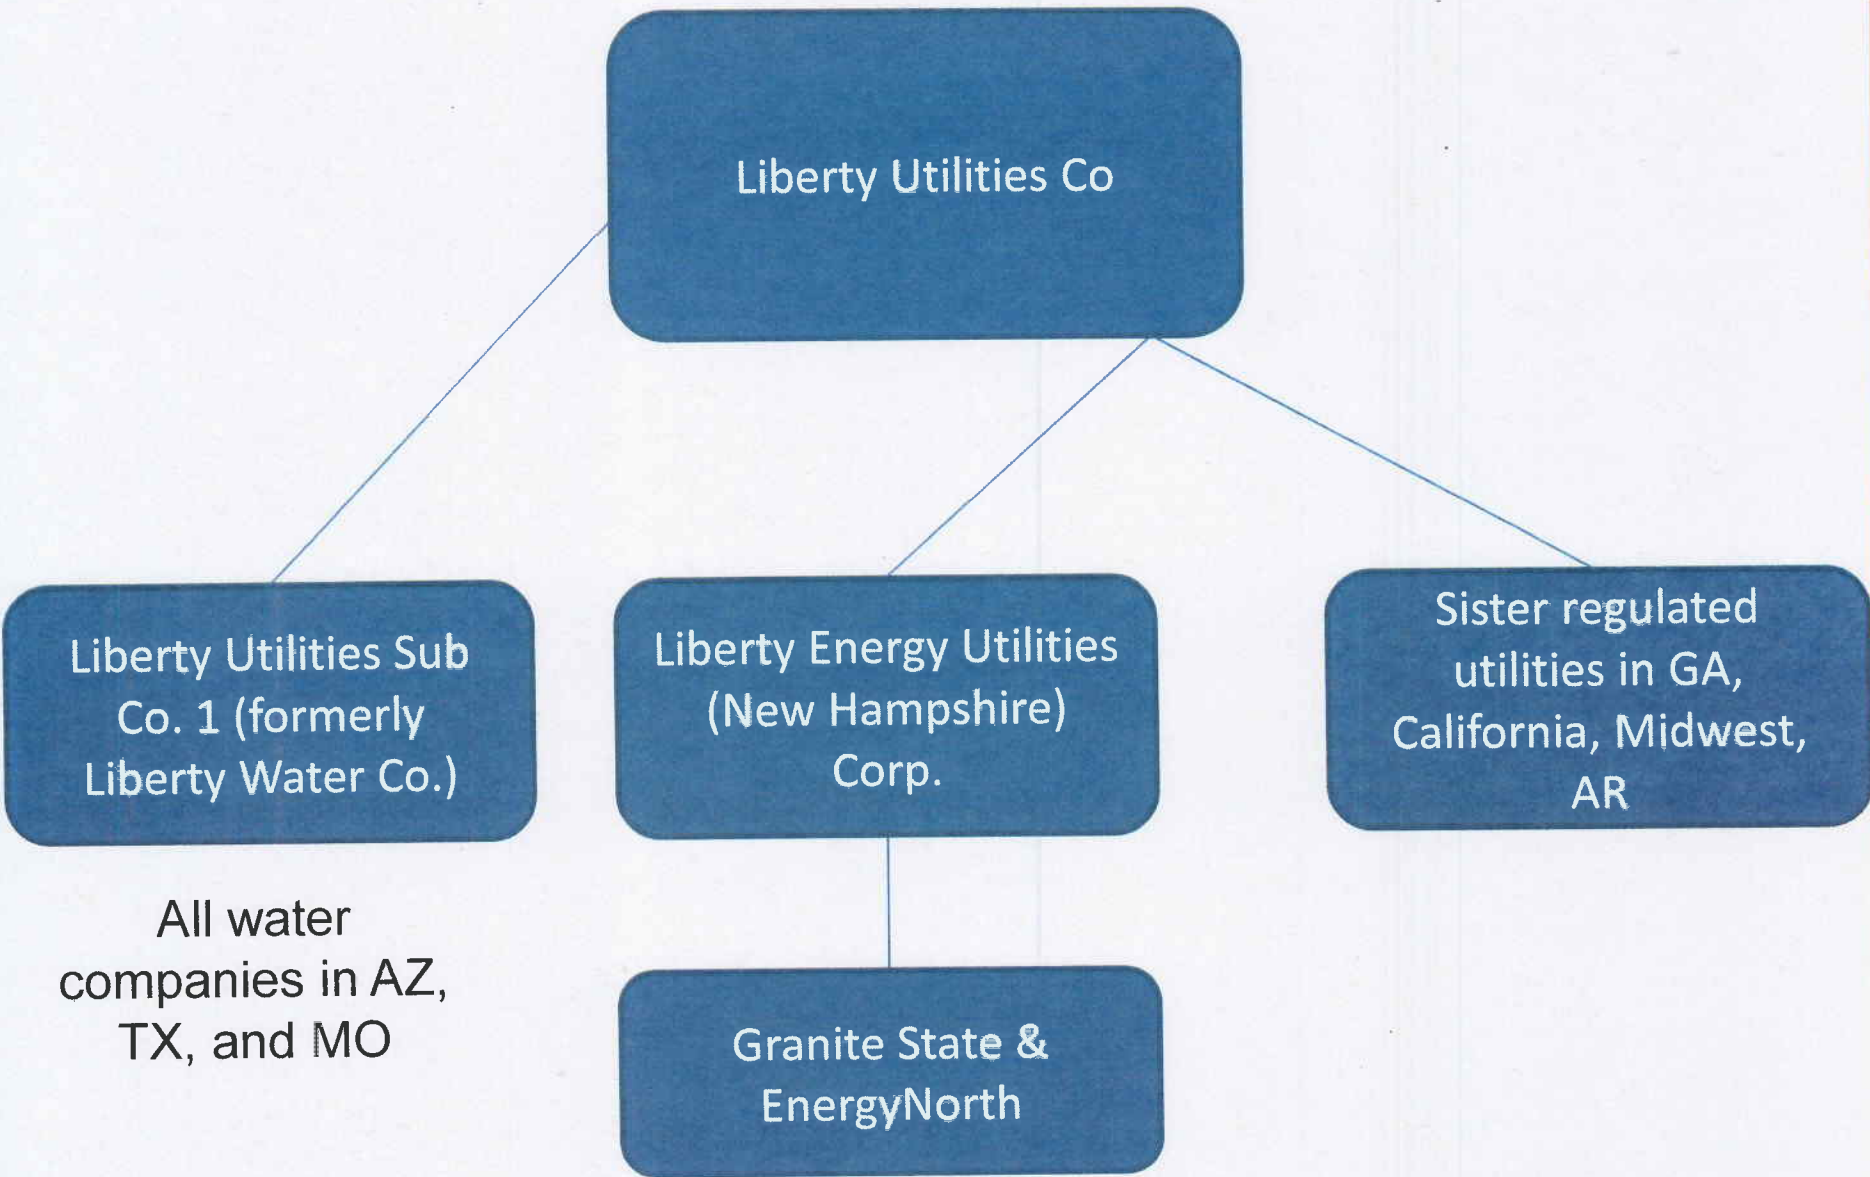 Liberty Utilities Co
Liberty Utilities Sub
Co. 1 (formerly
Liberty Water Co.)
All water
companies in AZ,
TX, and MO
Liberty Energy Utilities
(New Hampshire)
Corp.
Granite State &
EnergyNorth
Sister regulated
utilities in GA,
California, Midwest,
AR